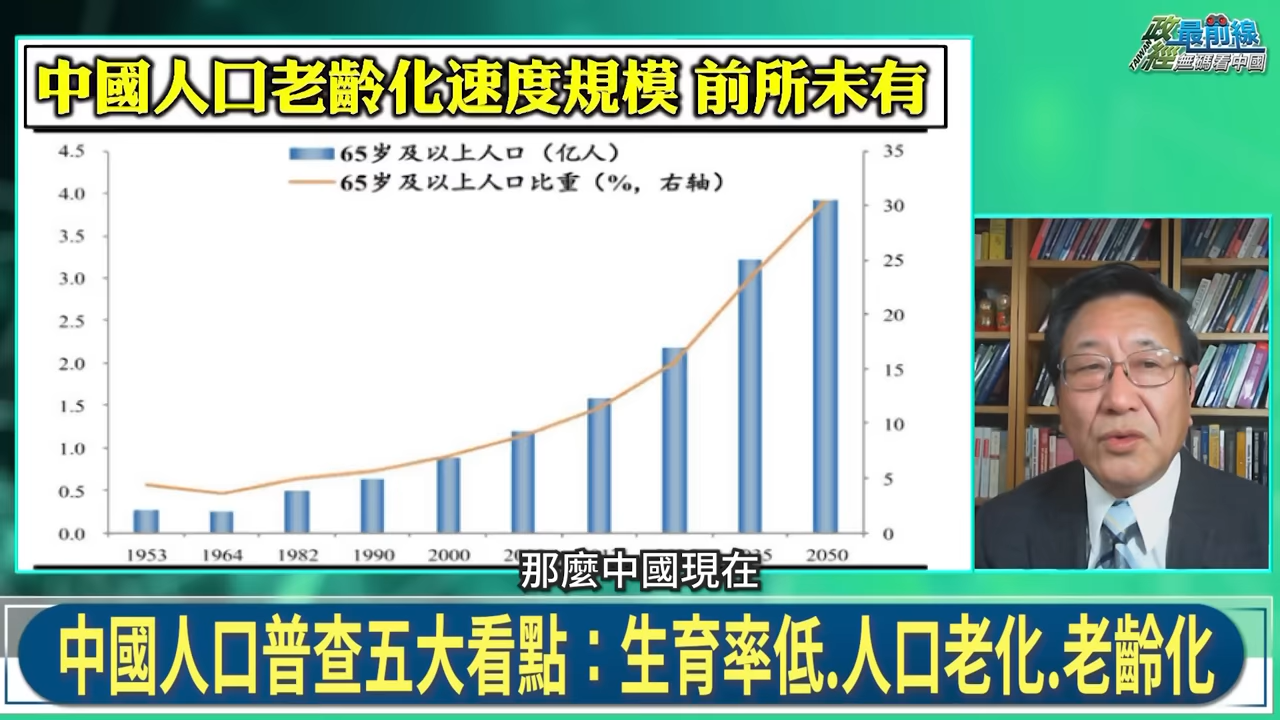 政經最前線
TAIWAN
無碼看中國
中國人口老齡化速度規模 前所未有
65岁及以上人口（亿人）
65岁及以上人口比重（%，右轴）
4.5
4.0
3.5
3.0
2.5
2.0
1.5
1.0
0.5
0.0
35
30
25
20
15
10
5
0
1953 1964 1982 1990 2000 2050
那麼中國現在
中國人口普查五大看點：生育率低.人口老化.老齡化